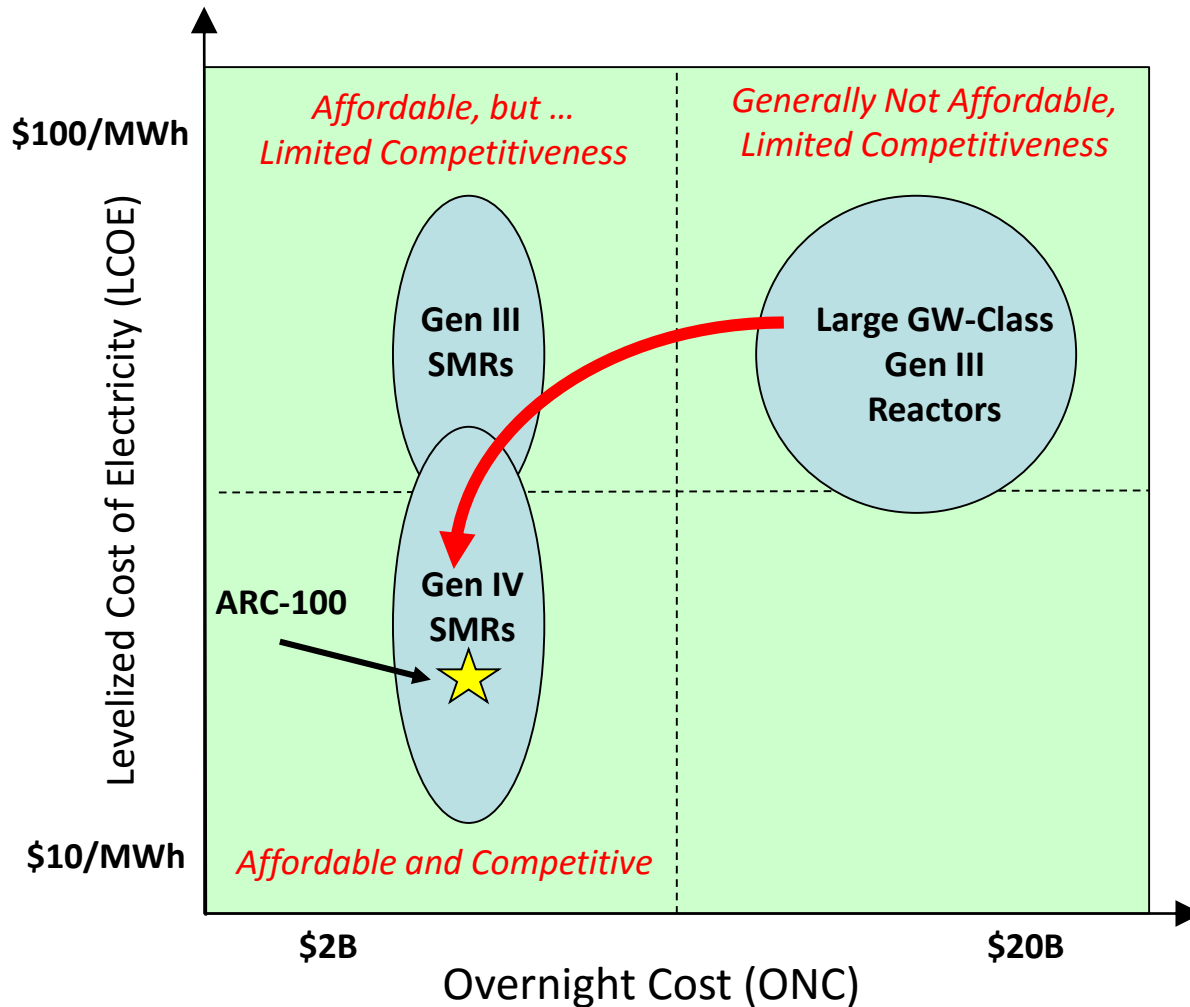 Affordable, but …
Limited Competitiveness
Generally Not Affordable,
Limited Competitiveness
$100/MWh
Levelized Cost of Electricity (LCOE)
Gen III
SMRs
Large GW-Class
Gen III
Reactors
ARC-100
Gen IV
SMRs
$10/MWh
Affordable and Competitive
$2B
$20B
Overnight Cost (ONC)